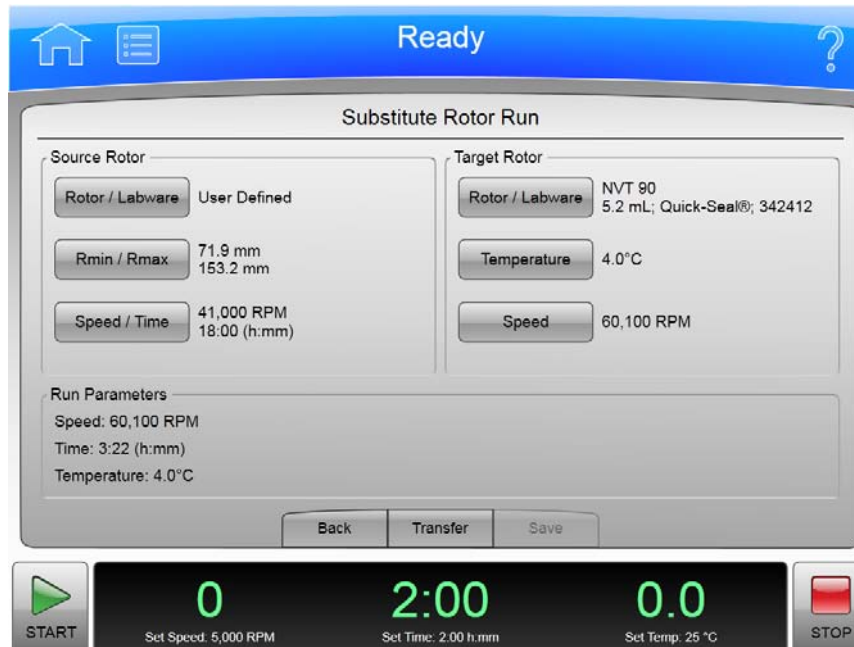 Ready
?
Substitute Rotor Run
Source Rotor
Rotor / Labware User Defined
Rmin / Rmax 71.9 mm
153.2 mm
Speed / Time 41,000 RPM
18:00 (h:mm)
Target Rotor
Rotor / Labware NVT 90
5.2 mL; Quick-Seal®; 342412
Temperature 4.0°C
Speed 60,100 RPM
Run Parameters
Speed: 60,100 RPM
Time: 3:22 (h:mm)
Temperature: 4.0°C
Back Transfer Save
START
0
Set Speed: 5,000 RPM
2:00
Set Time: 2:00 h:mm
0.0
Set Temp: 25 °C
STOP